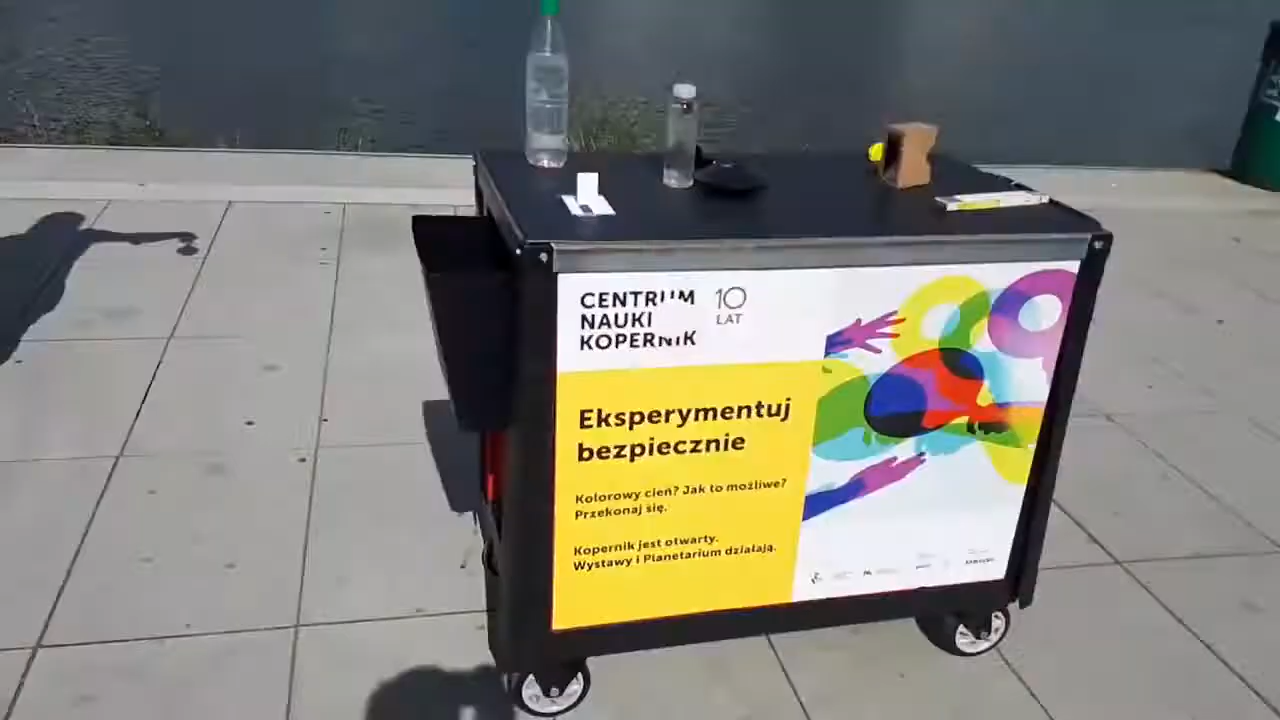 CENTRUM
NAUKI
KOPERNIK
10
LAT
Eksperymentuj
bezpiecznie
Kolorowy cień? Jak to możliwe?
Przekonaj się.
Kopernik jest otwarty.
Wystawy i Planetarium działają.